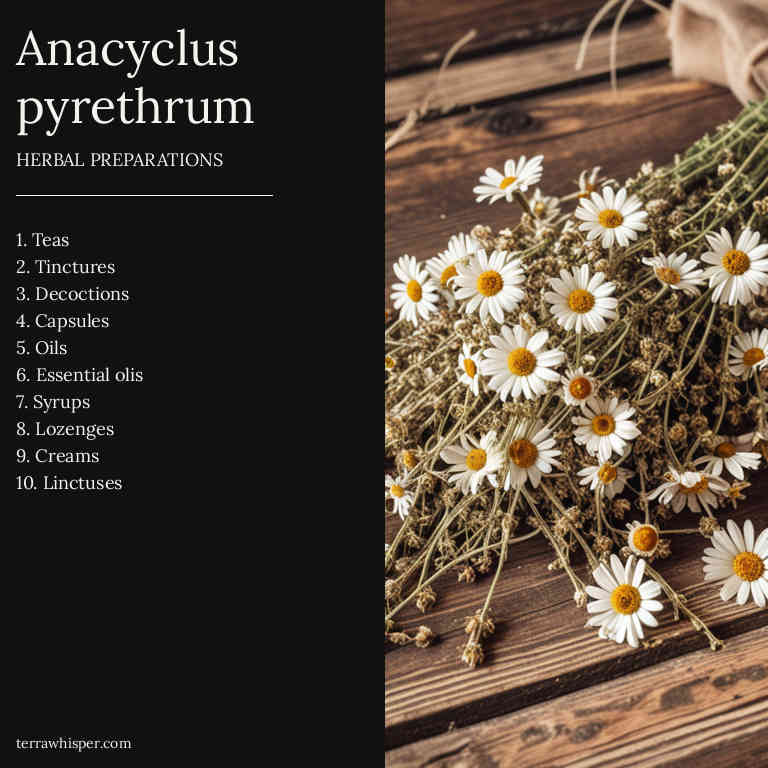 Anacyclus
pyrethrum
HERBAL PREPARATIONS
1. Teas
2. Tinctures
3. Decoctions
4. Capsules
5. Oils
6. Essential olis
7. Syrups
8. Lozenges
9. Creams
10. Linctuses
terrawhisper.com